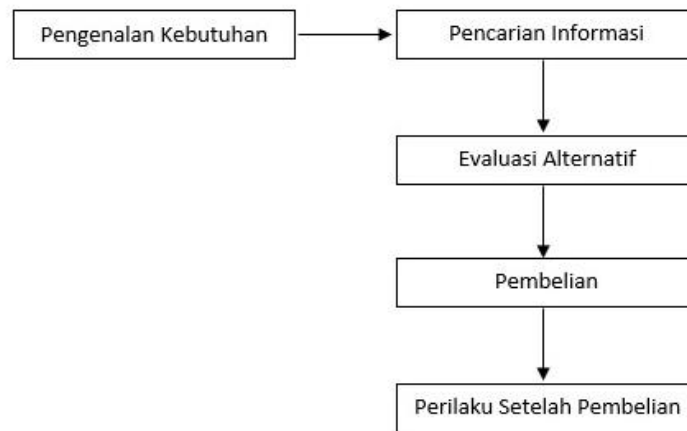 Pengenalan Kebutuhan
Pencarian Informasi
Evaluasi Alternatif
Pembelian
Perilaku Setelah Pembelian